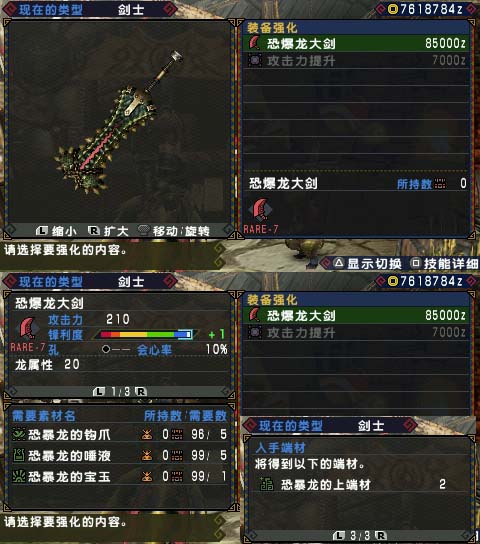 现在的类型 剑士
7618784z
装备强化
恐爆龙大剑 85000z
攻击力提升 7000z
恐爆龙大剑 所持数 0
RARE-7
L 缩小 R 扩大 移动/旋转
请选择要强化的内容。
△显示切换 □技能详细
现在的类型 剑士
7618784z
恐爆龙大剑
攻击力 210
RARE-7
锋利度 +1
孔 ●－－ 会心率 10%
龙属性 20
L 1/3 R
装备强化
恐爆龙大剑 85000z
攻击力提升 7000z
需要素材名 所持数/需要数
恐暴龙的钩爪 0 96/ 5
恐暴龙的唾液 0 99/ 5
恐暴龙的宝玉 0 99/ 1
请选择要强化的内容。
现在的类型 剑士
入手端材
将得到以下的端材。
恐暴龙的上端材 2
L 3/3 R